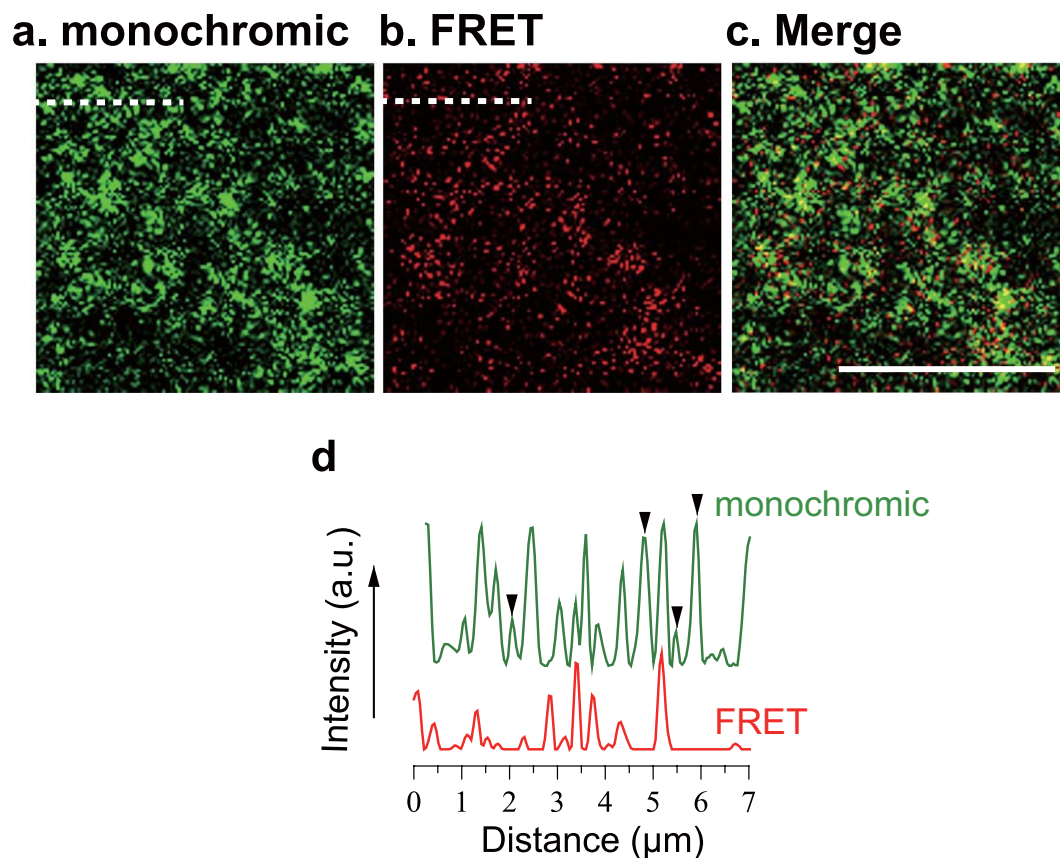 a. monochromic
b. FRET
c. Merge
d
monochromic
FRET
Intensity (a.u.)
0 1 2 3 4 5 6 7
Distance (μm)